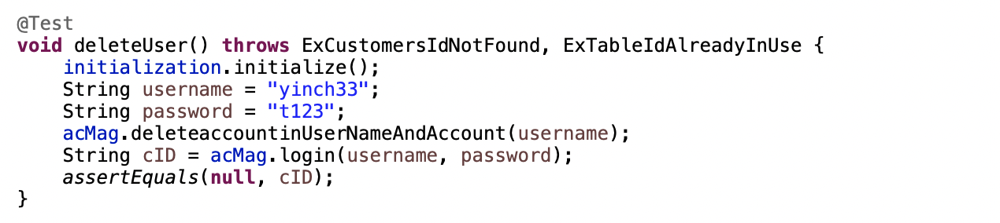 @Test
void deleteUser() throws ExCustomersIdNotFound, ExTableIdAlreadyInUse {
    initialization.initialize();
    String username = "yinch33";
    String password = "t123";
    acMag.deleteaccountinUserNameAndAccount(username);
    String cID = acMag.login(username, password);
    assertEquals(null, cID);
}